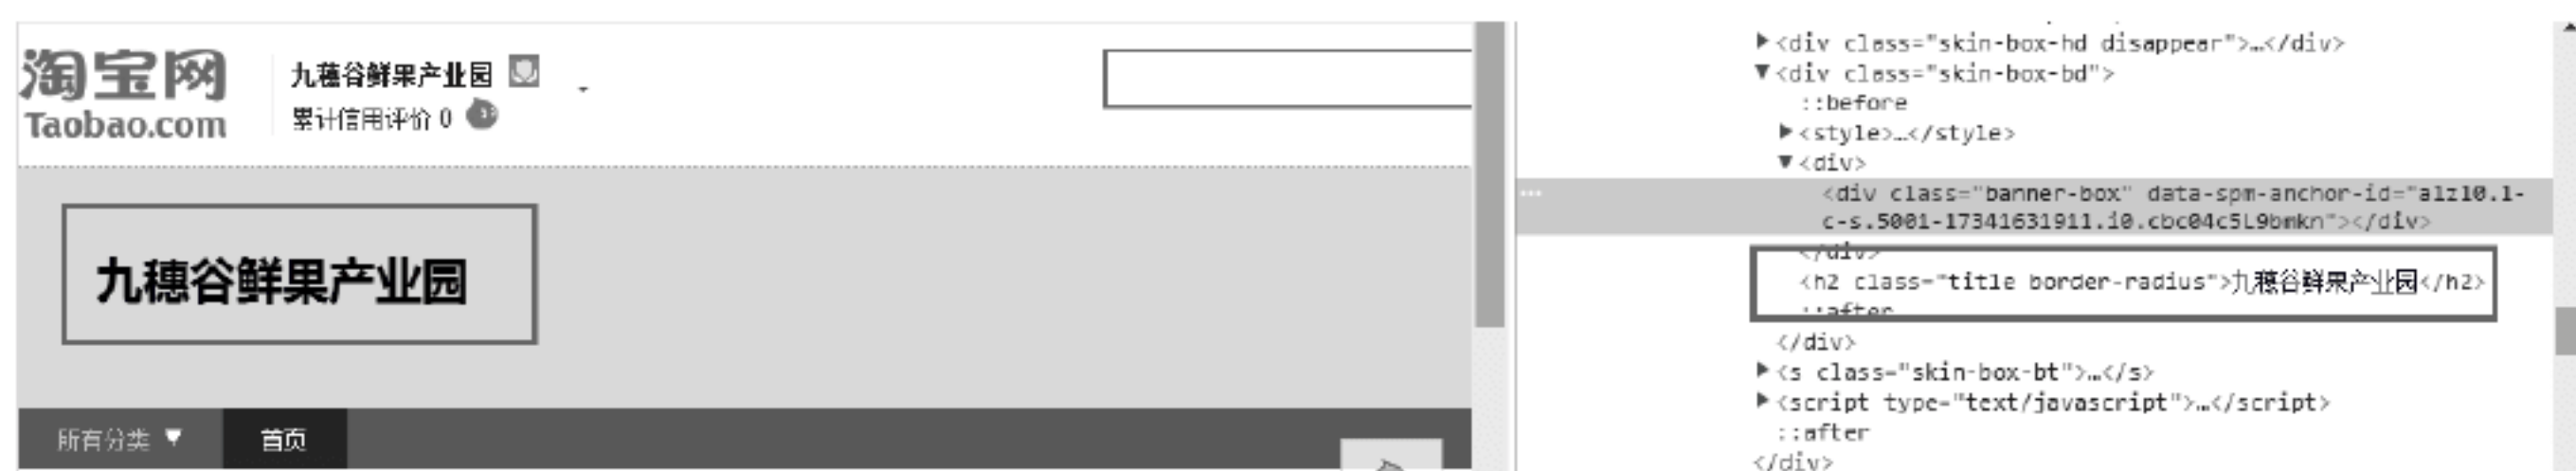 淘宝网
Taobao.com
九穗谷鲜果产业园
累计信用评价 0
九穗谷鲜果产业园
所有分类 ▼
首页
▶<div class="skin-box-hd disappear">…</div>
▼<div class="skin-box-bd">
::before
▶<style>…</style>
▼<div>
<div class="banner-box" data-spm-anchor-id="a1z10.1-
c-s.5001-17341631911.i0.cbc04c5L9bmkn"></div>
</div>
<h2 class="title border-radius">九穗谷鲜果产业园</h2>
::after
</div>
▶<s class="skin-box-bt">…</s>
▶<script type="text/javascript">…</script>
::after
</div>